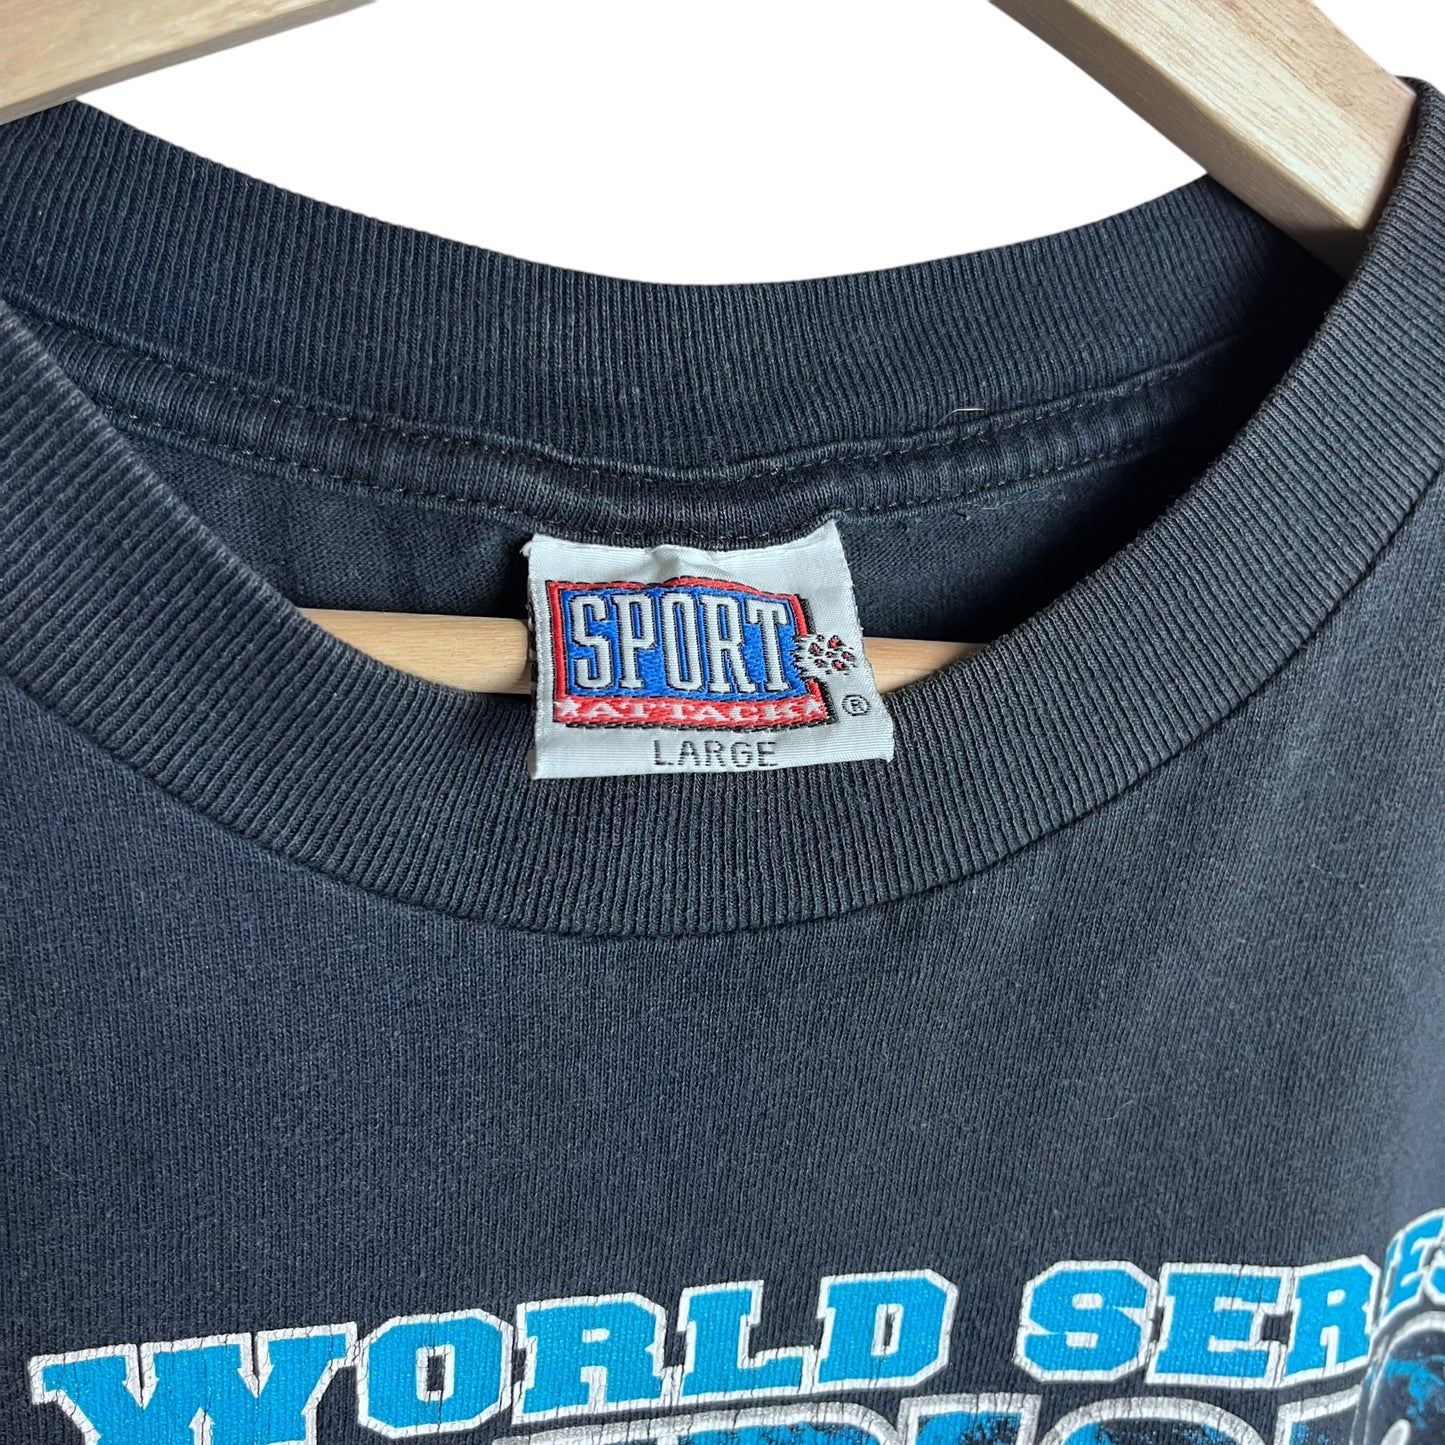 SPORT
ATTACK
®
LARGE
WORLD SERIES